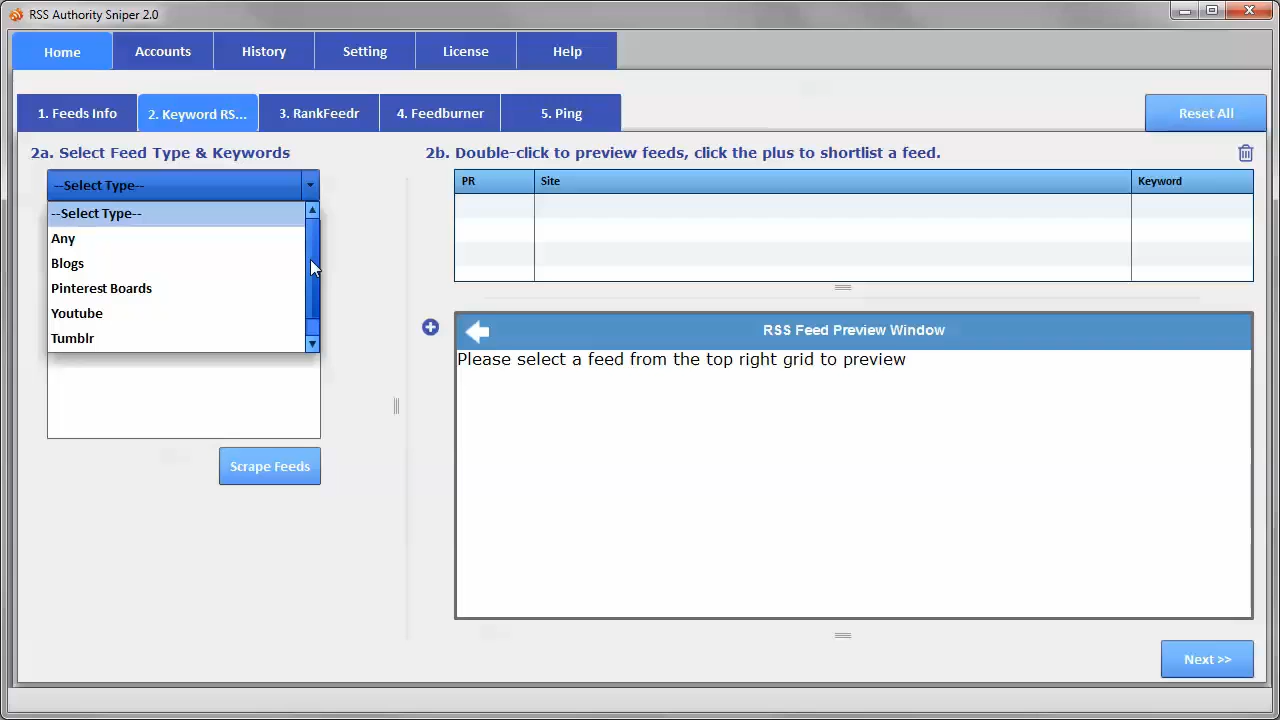 RSS Authority Sniper 2.0
Home
Accounts
History
Setting
License
Help
1. Feeds Info
2. Keyword RS...
3. RankFeedr
4. Feedburner
5. Ping
Reset All
2a. Select Feed Type & Keywords
2b. Double-click to preview feeds, click the plus to shortlist a feed.
--Select Type--
PR
Site
Keyword
--Select Type--
Any
Blogs
Pinterest Boards
Youtube
Tumblr
RSS Feed Preview Window
Please select a feed from the top right grid to preview
Scrape Feeds
Next >>